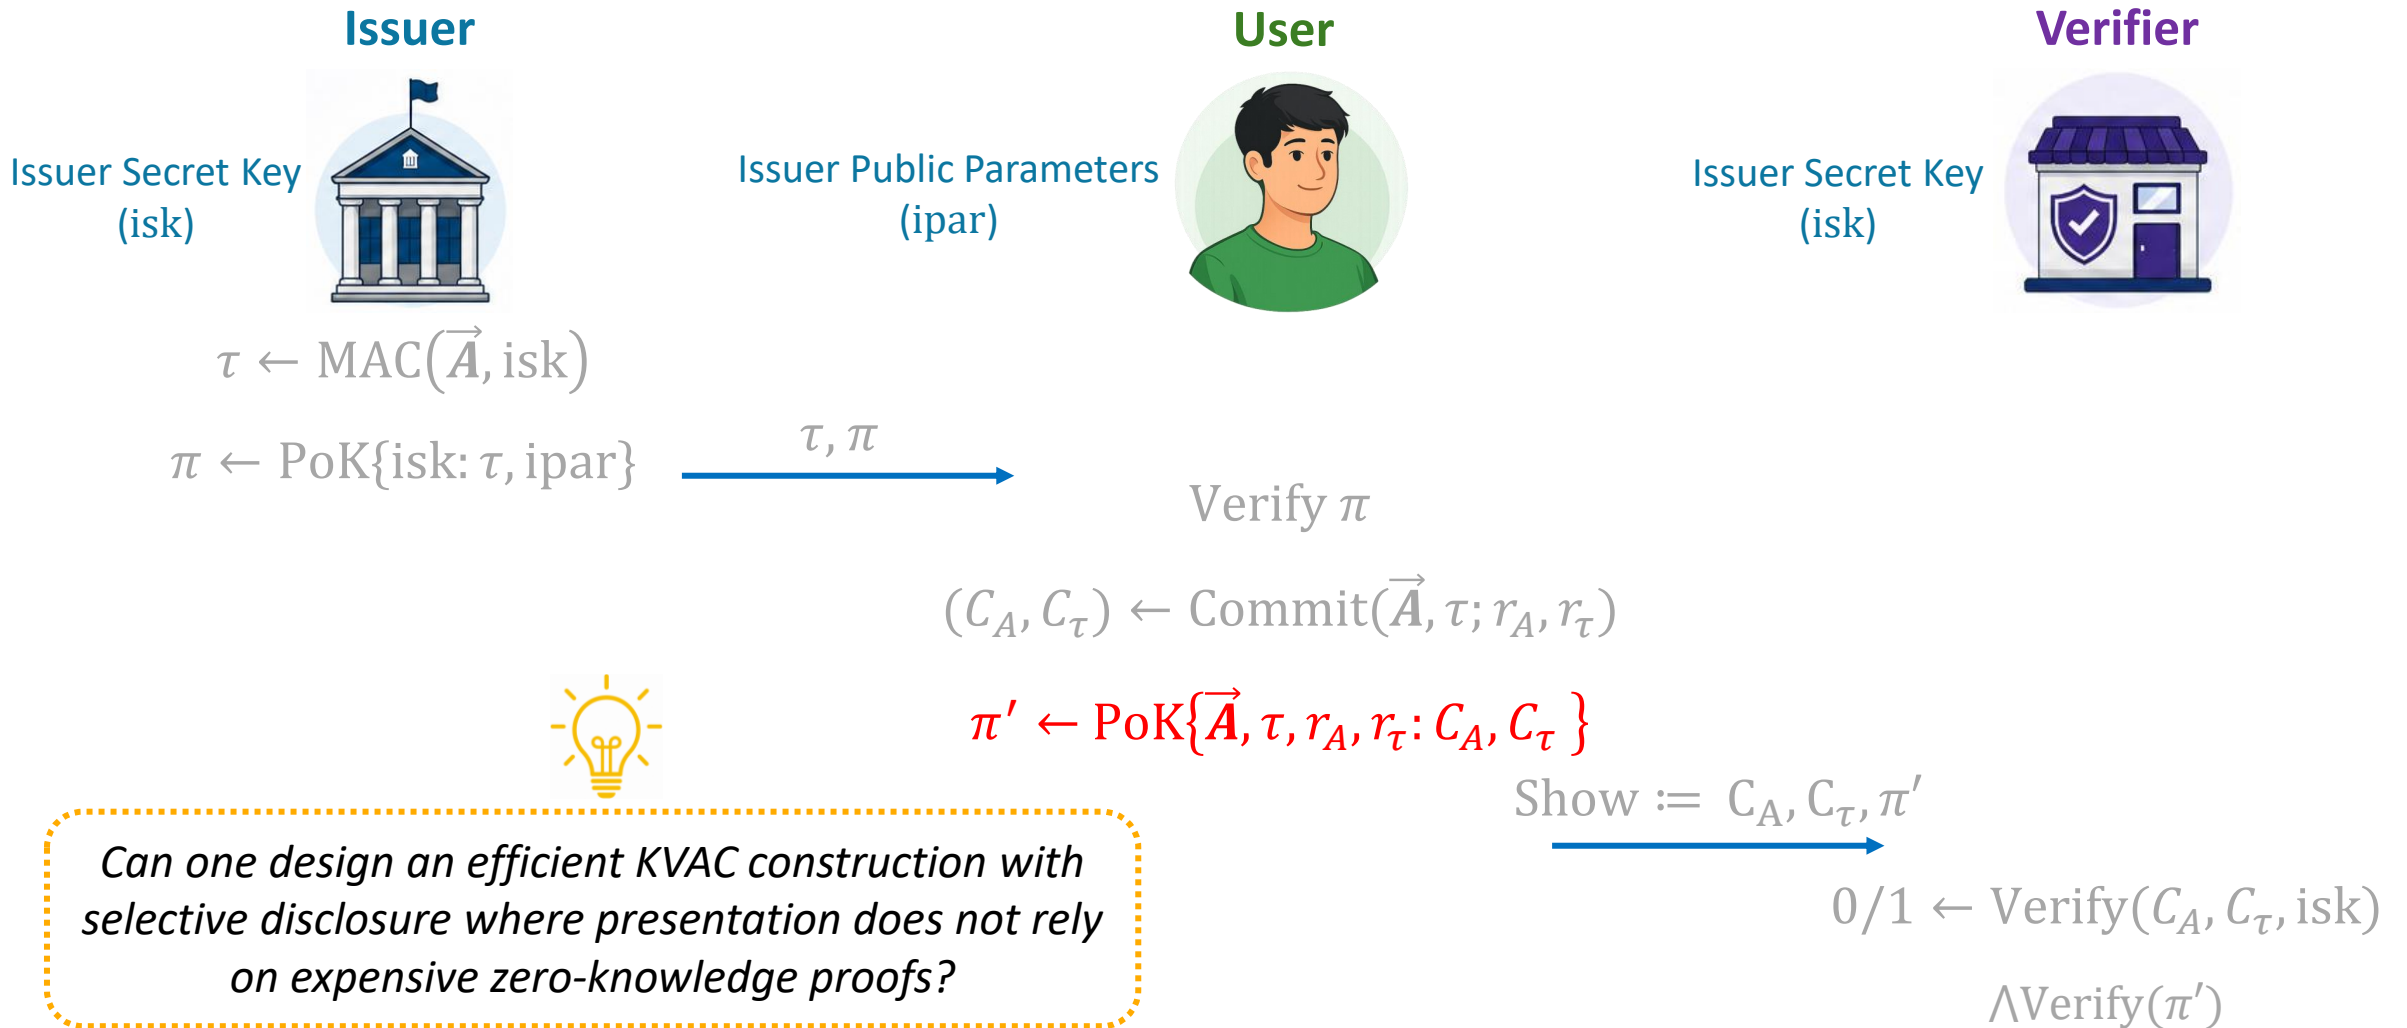 Issuer
User
Verifier
Issuer Secret Key
(isk)
Issuer Public Parameters
(ipar)
Issuer Secret Key
(isk)
τ ← MAC(A⃗, isk)
π ← PoK{isk: τ, ipar}
τ, π
Verify π
(C_A, C_τ) ← Commit(A⃗, τ; r_A, r_τ)
π′ ← PoK{A⃗, τ, r_A, r_τ: C_A, C_τ }
Show ≔ C_A, C_τ, π′
0/1 ← Verify(C_A, C_τ, isk)
⋀Verify(π′)
Can one design an efficient KVAC construction with
selective disclosure where presentation does not rely
on expensive zero-knowledge proofs?